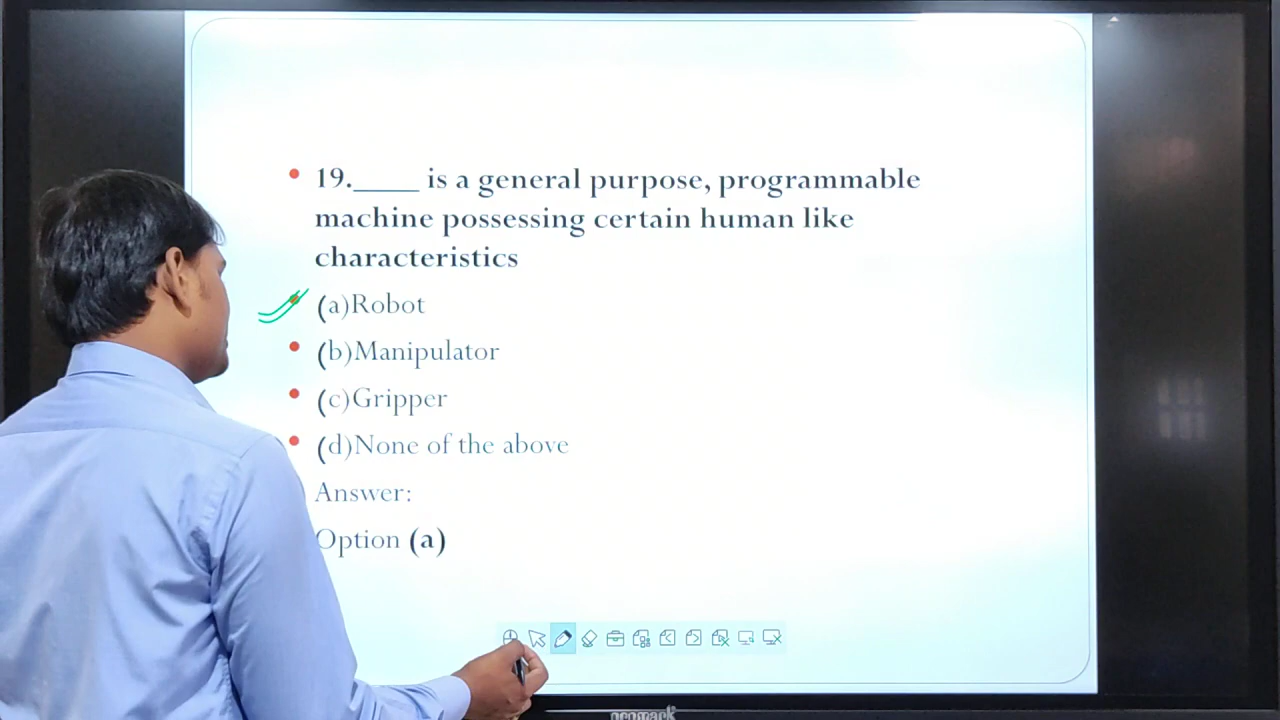 19.____ is a general purpose, programmable
machine possessing certain human like
characteristics
(a)Robot
(b)Manipulator
(c)Gripper
(d)None of the above
Answer:
Option (a)